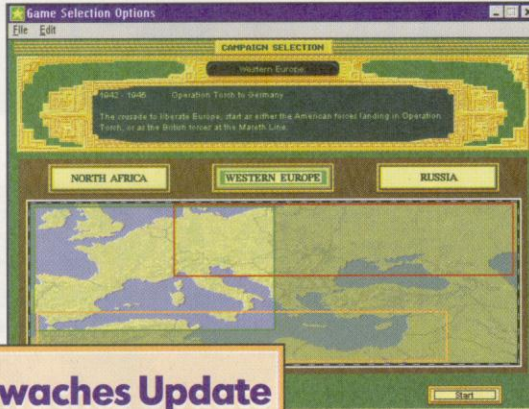 Game Selection Options
File Edit
CAMPAIGN SELECTION
Western Europe
1942 - 1945 Operation Torch to Germany
The crusade to liberate Europe, start as either the American forces landing in Operation
Torch, or as the British forces at the Mareth Line.
NORTH AFRICA
WESTERN EUROPE
RUSSIA
waches Update
Start